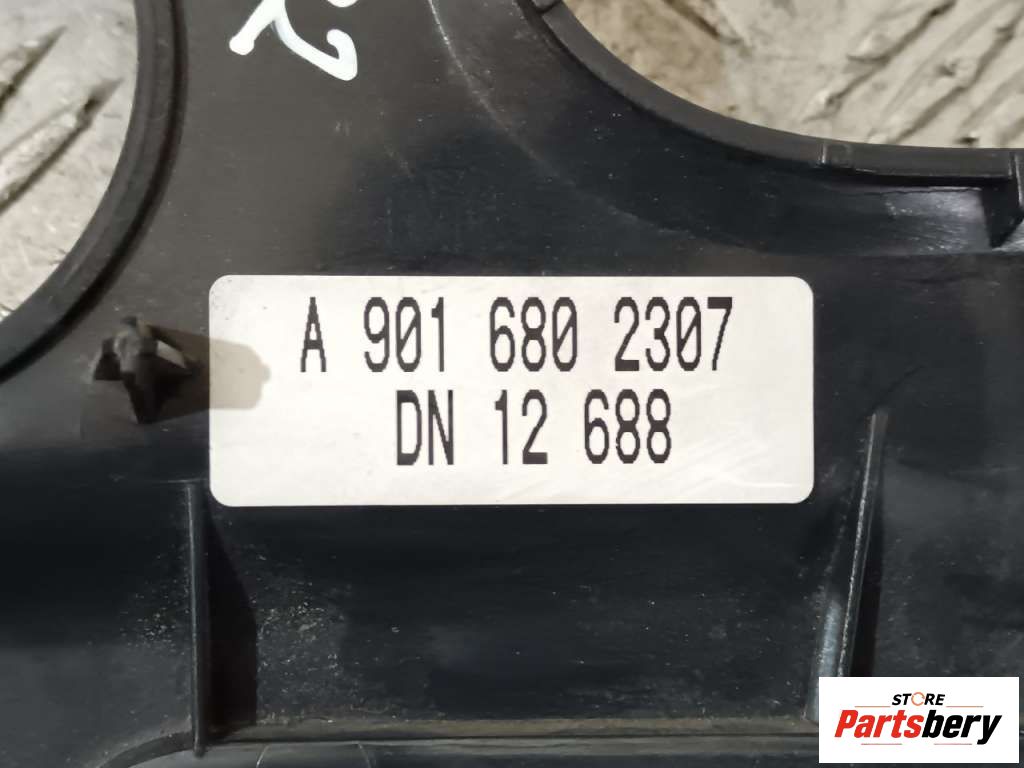 A 901 680 2307
DN 12 688
STORE
Partsbery